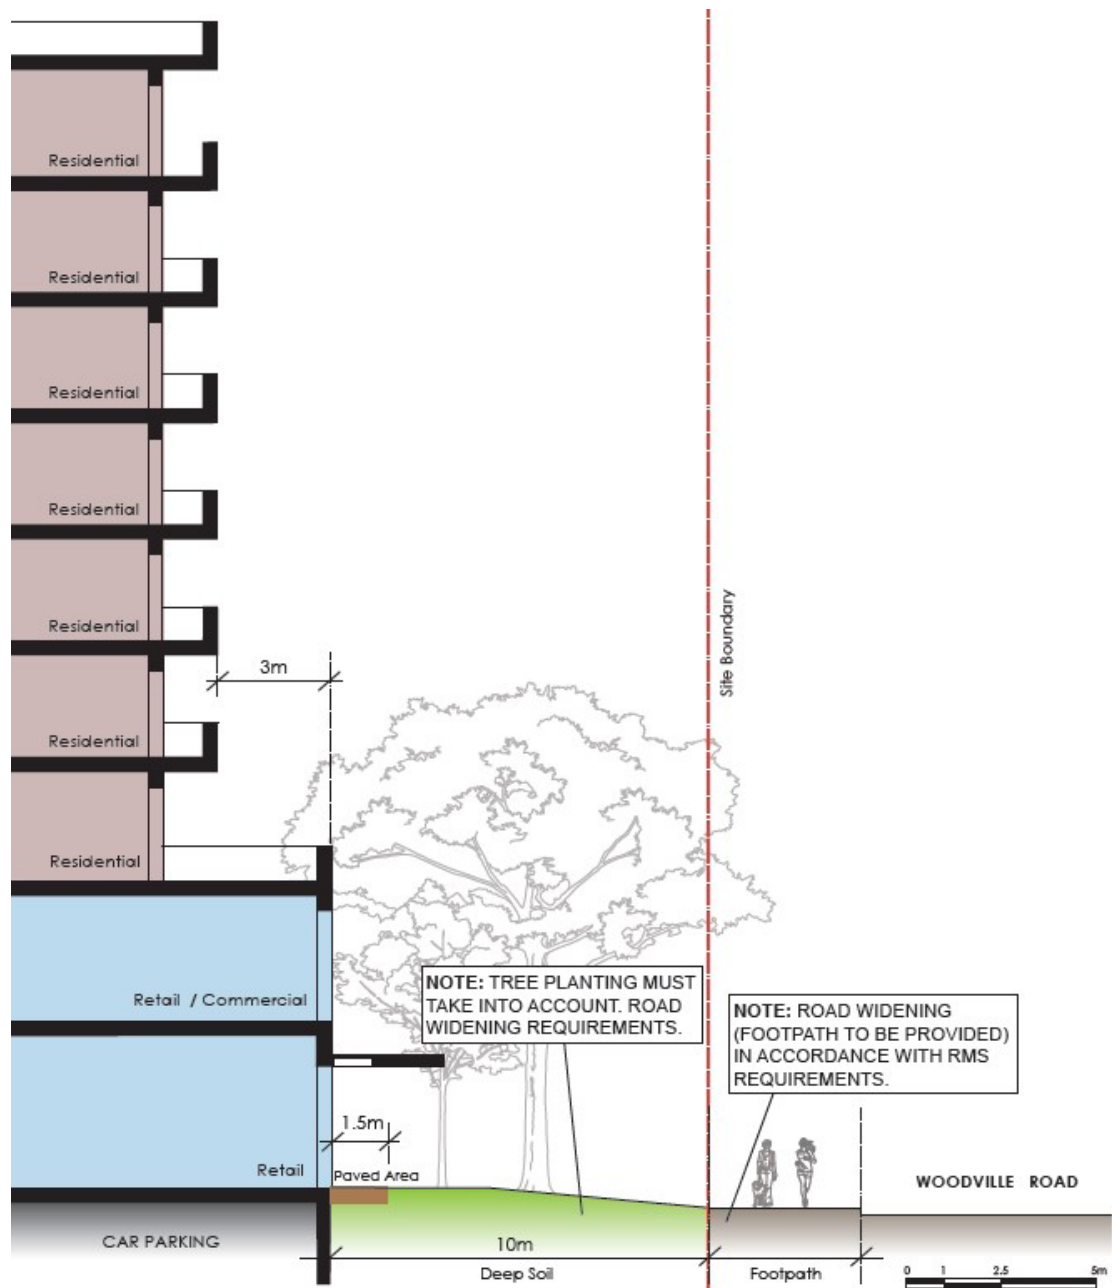 Residential
Residential
Residential
Residential
Residential
3m
Site Boundary
Residential
Residential
Retail / Commercial
NOTE: TREE PLANTING MUST
TAKE INTO ACCOUNT. ROAD
WIDENING REQUIREMENTS.
NOTE: ROAD WIDENING
(FOOTPATH TO BE PROVIDED)
IN ACCORDANCE WITH RMS
REQUIREMENTS.
1.5m
Retail
Paved Area
WOODVILLE ROAD
CAR PARKING
10m
Deep Soil
Footpath
0 1 2.5 5m